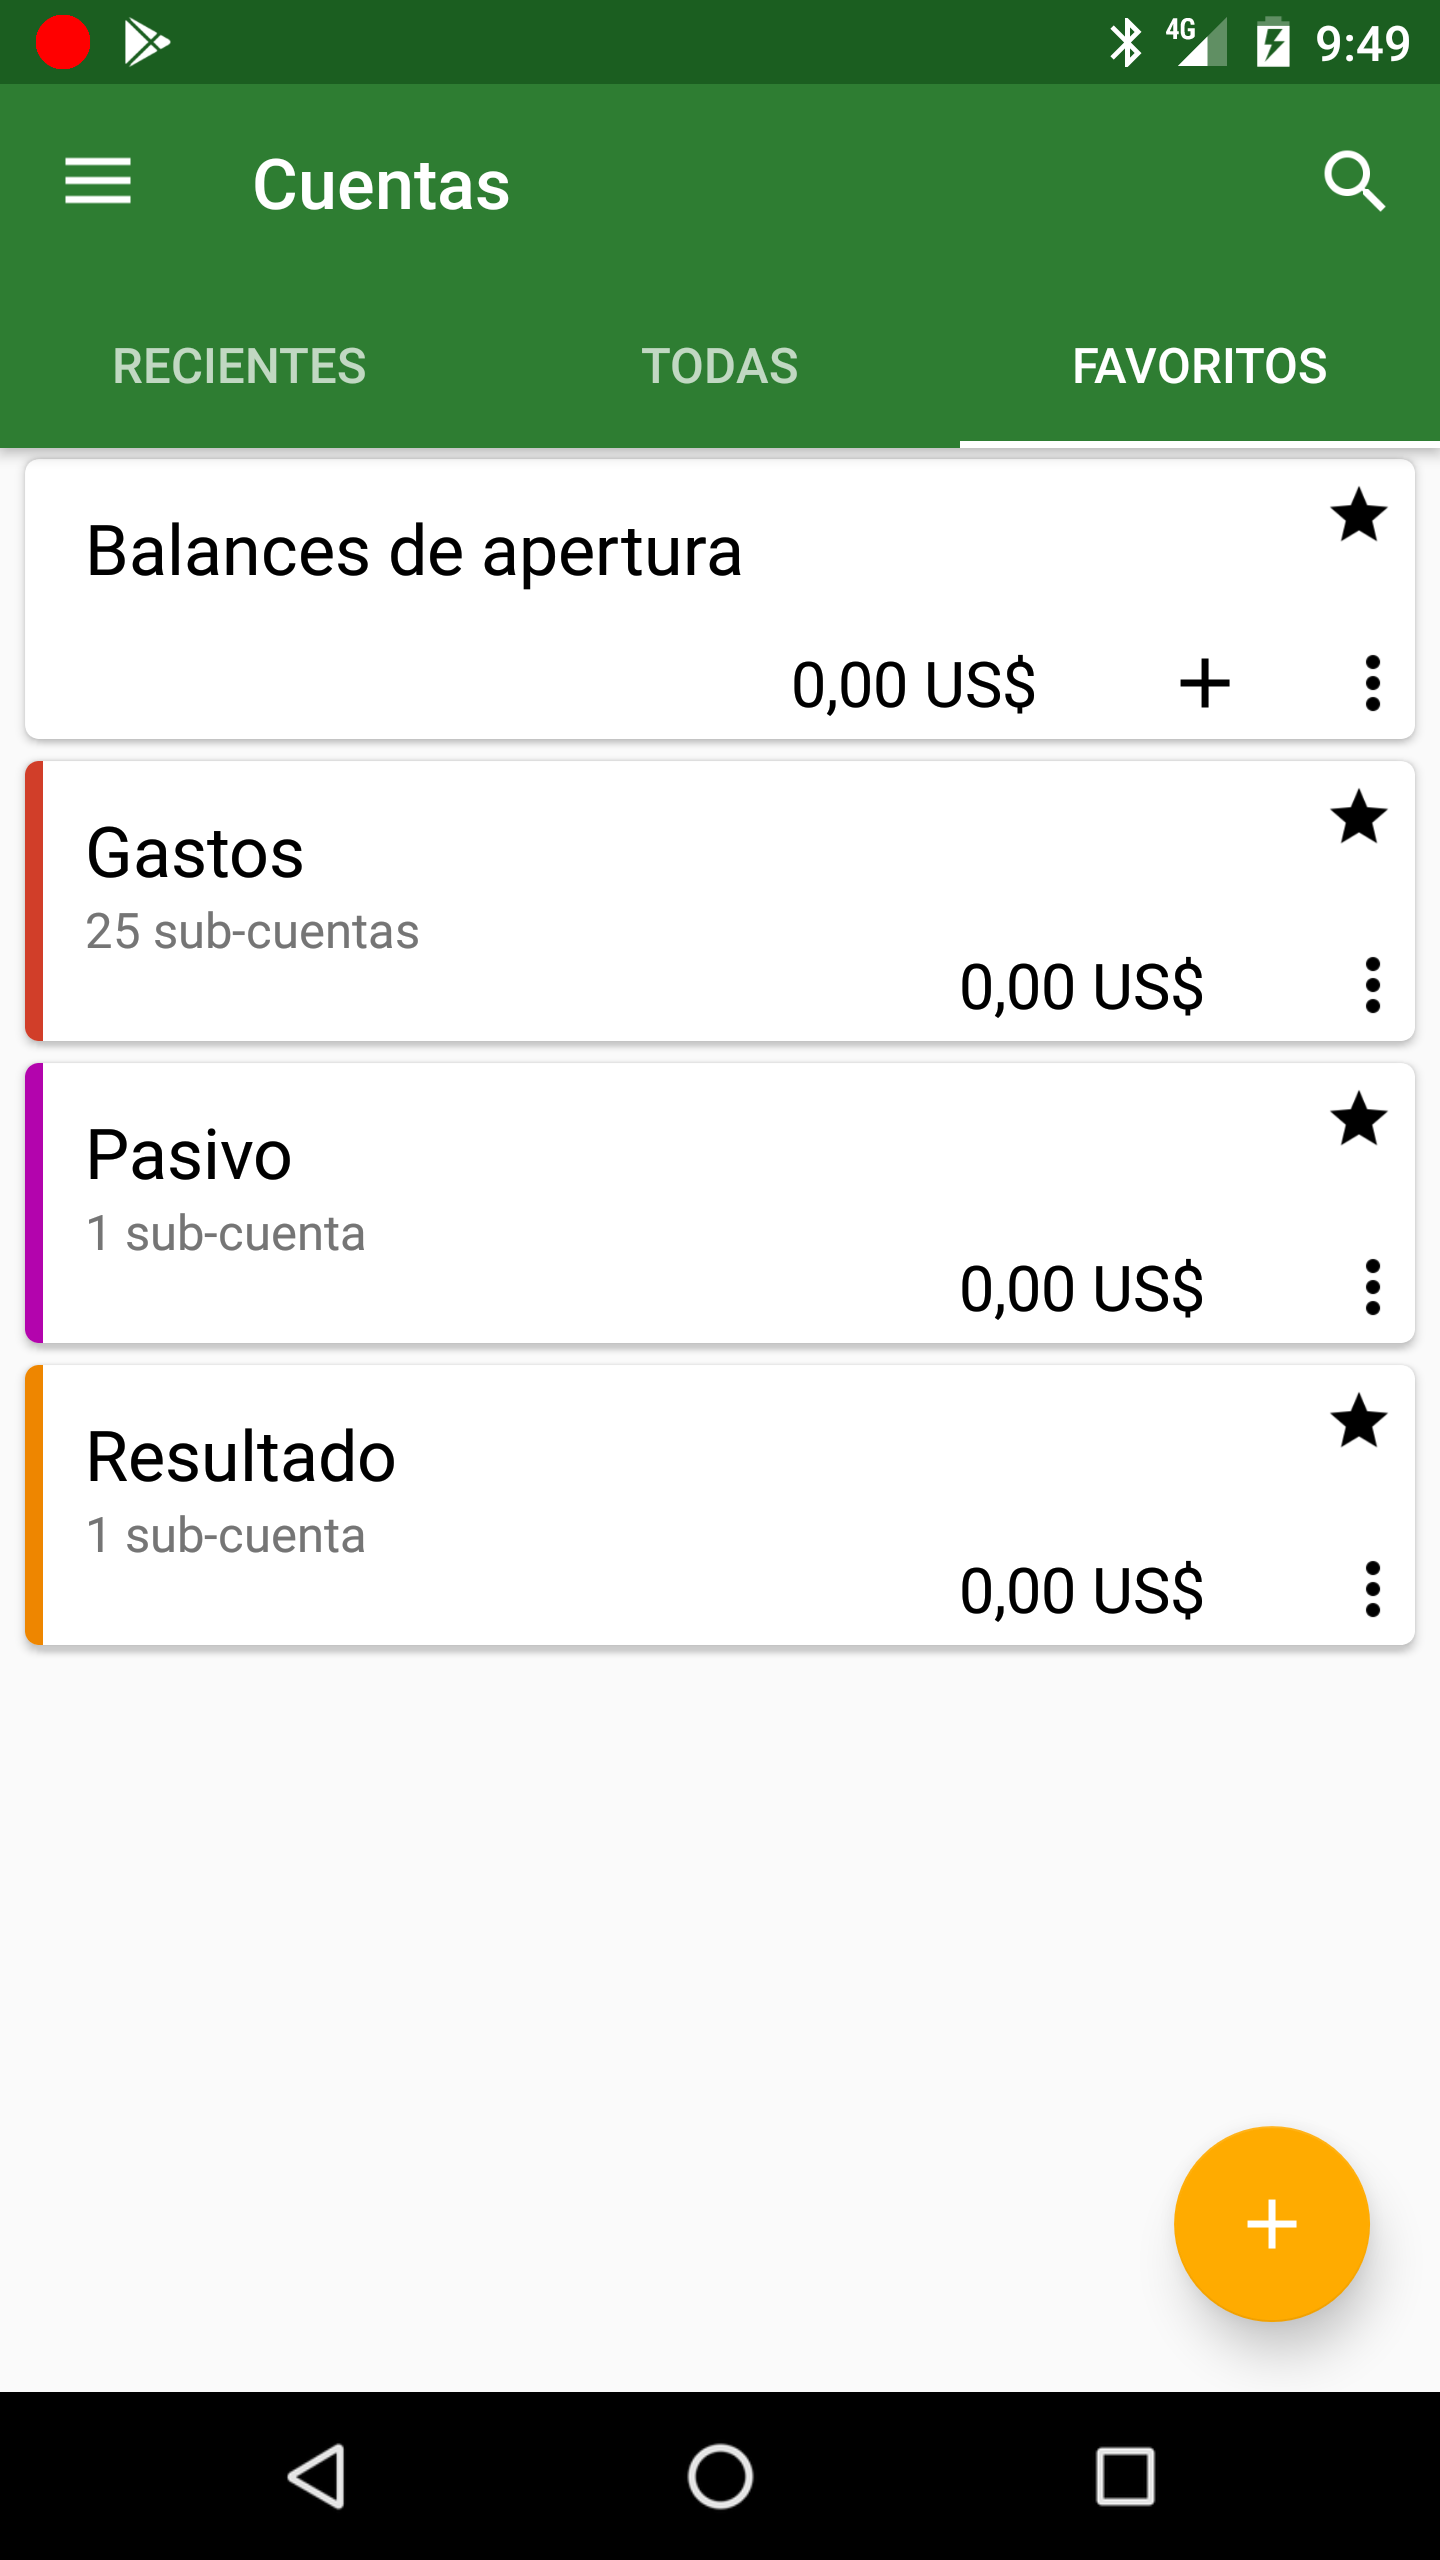 4G 9:49
Cuentas
RECIENTES TODAS FAVORITOS
Balances de apertura
0,00 US$
Gastos
25 sub-cuentas
0,00 US$
Pasivo
1 sub-cuenta
0,00 US$
Resultado
1 sub-cuenta
0,00 US$